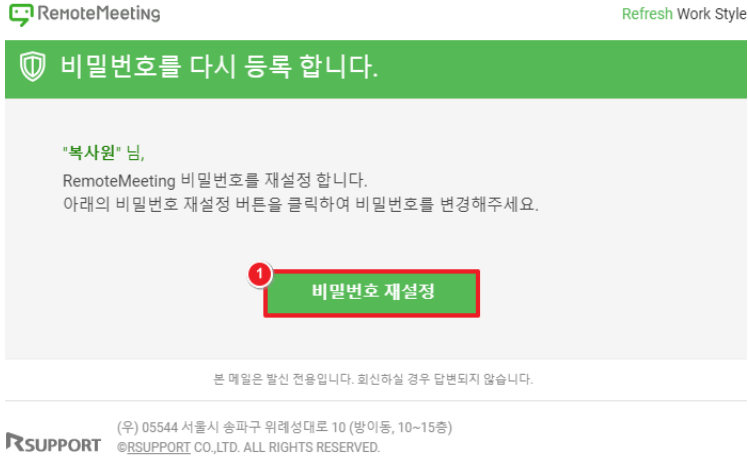 RemoteMeeting
Refresh Work Style
비밀번호를 다시 등록 합니다.
"복사원" 님,
RemoteMeeting 비밀번호를 재설정 합니다.
아래의 비밀번호 재설정 버튼을 클릭하여 비밀번호를 변경해주세요.
1
비밀번호 재설정
본 메일은 발신 전용입니다. 회신하실 경우 답변되지 않습니다.
(우) 05544 서울시 송파구 위례성대로 10 (방이동, 10~15층)
RSUPPORT ©RSUPPORT CO.,LTD. ALL RIGHTS RESERVED.